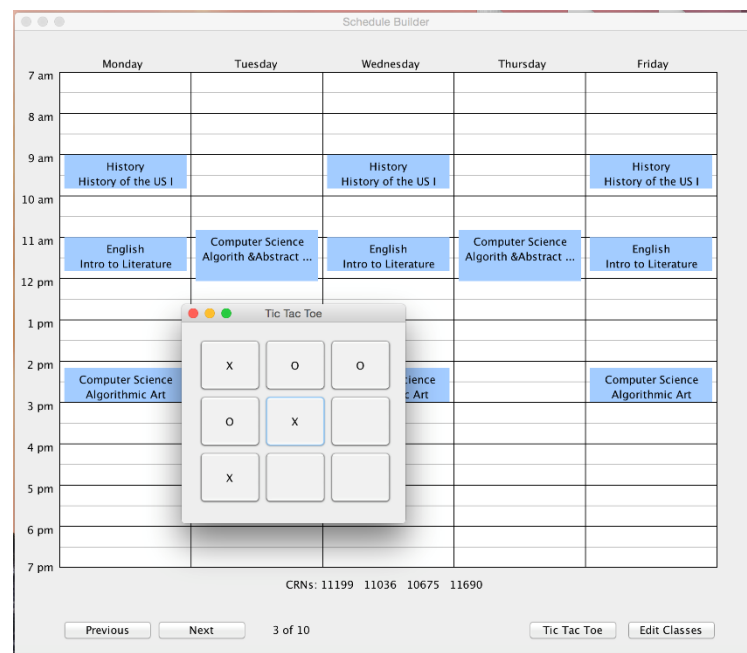 Schedule Builder
Monday Tuesday Wednesday Thursday Friday
7 am
8 am
9 am
History History History
History of the US I History of the US I History of the US I
10 am
11 am
Computer Science Computer Science
English English English
Algorith &Abstract ... Algorith &Abstract ...
Intro to Literature Intro to Literature Intro to Literature
12 pm
Tic Tac Toe
1 pm
2 pm
X O O
Computer Science Computer Science
Algorithmic Art c Art Algorithmic Art
3 pm
O X
4 pm
X
5 pm
6 pm
7 pm
CRNs: 11199 11036 10675 11690
Previous Next 3 of 10 Tic Tac Toe Edit Classes